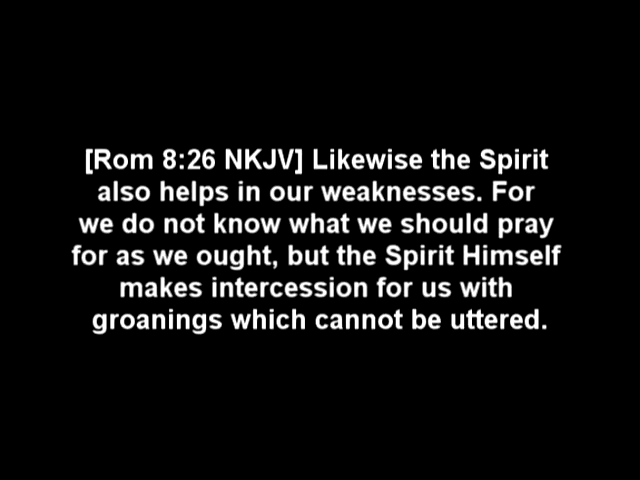 [Rom 8:26 NKJV] Likewise the Spirit
also helps in our weaknesses. For
we do not know what we should pray
for as we ought, but the Spirit Himself
makes intercession for us with
groanings which cannot be uttered.